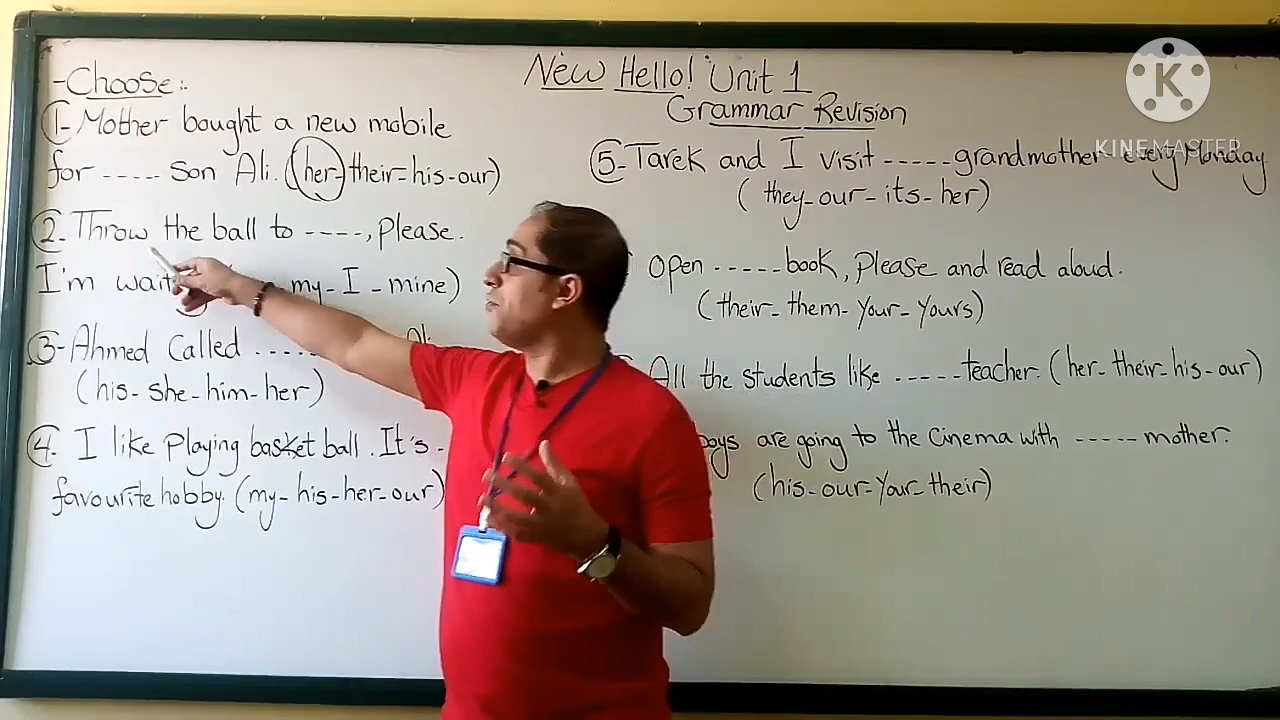 New Hello! Unit 1
Grammar Revision
- Choose:-
1- Mother bought a new mobile
for ----- son Ali. (her- their- his- our)
2- Throw the ball to ----, please.
I'm my- I - mine)
3- Ahmed called .....
(his- she- him- her)
4- I like playing basket ball. It's -
favourite hobby. (my- his- her- our)
5- Tarek and I visit ----- grandmother every Monday
(they- our- its- her)
open ----- book, please and read aloud.
(their- them- your- yours)
All the students like ----- teacher. (her- their- his- our)
boys are going to the cinema with ----- mother.
(his- our- your- their)
K
KINEMASTER